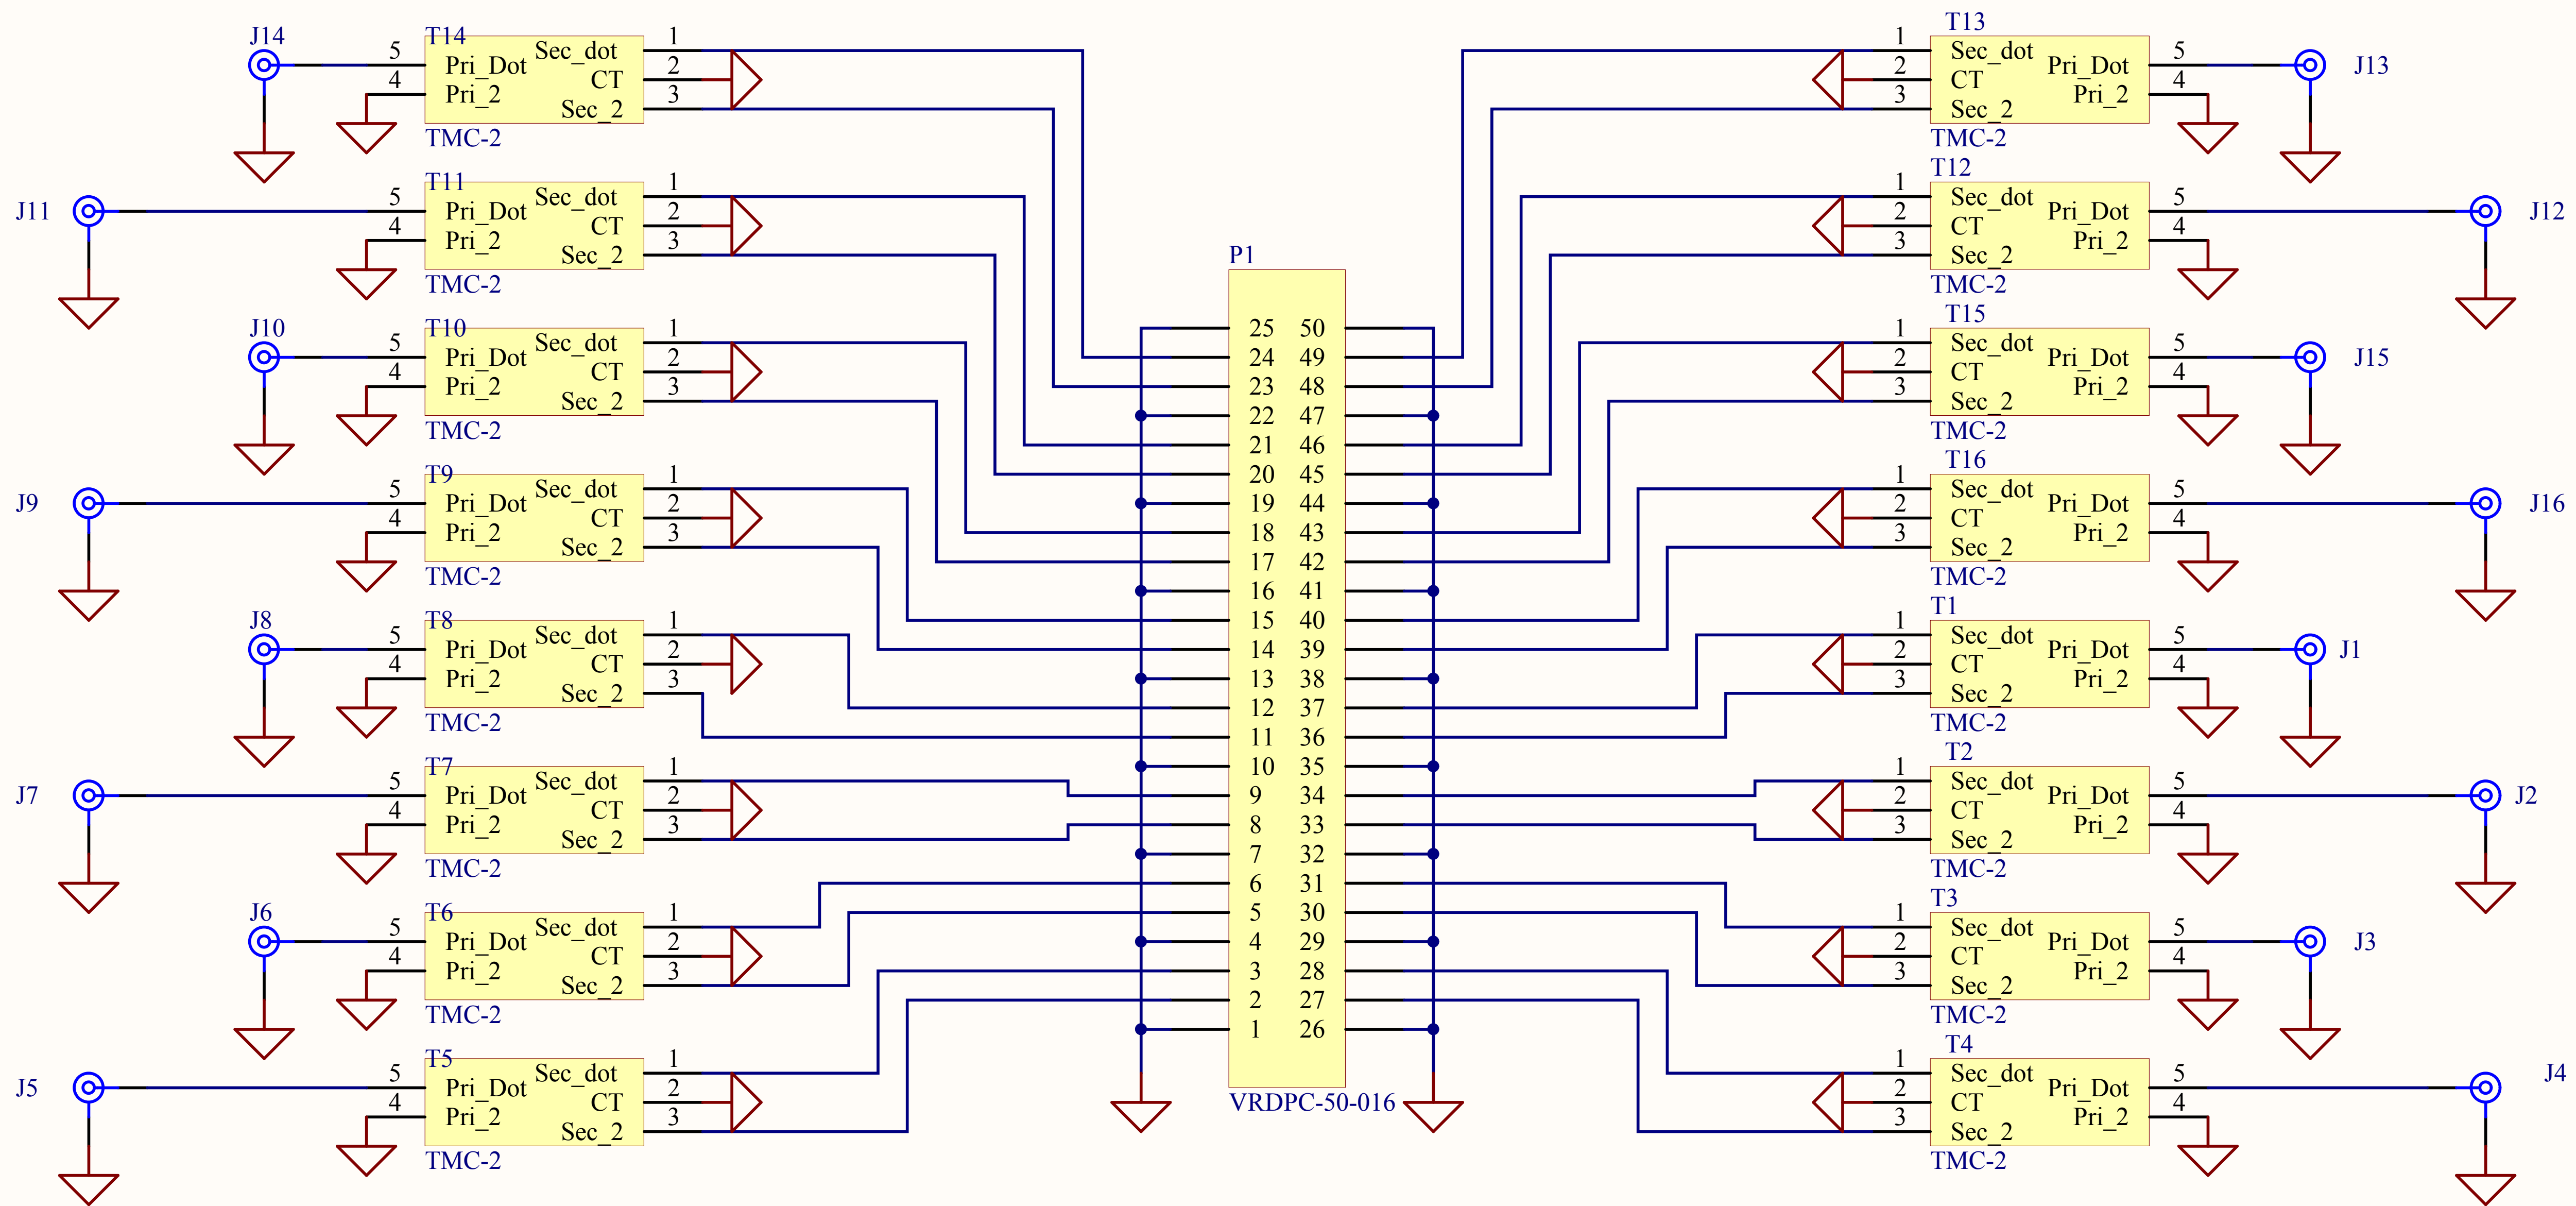 J14
T14
5
4
Pri_Dot
Pri_2
Sec_dot
CT
Sec_2
1
2
3
TMC-2
J11
T11
5
4
Pri_Dot
Pri_2
Sec_dot
CT
Sec_2
1
2
3
TMC-2
J10
T10
5
4
Pri_Dot
Pri_2
Sec_dot
CT
Sec_2
1
2
3
TMC-2
J9
T9
5
4
Pri_Dot
Pri_2
Sec_dot
CT
Sec_2
1
2
3
TMC-2
J8
T8
5
4
Pri_Dot
Pri_2
Sec_dot
CT
Sec_2
1
2
3
TMC-2
J7
T7
5
4
Pri_Dot
Pri_2
Sec_dot
CT
Sec_2
1
2
3
TMC-2
J6
T6
5
4
Pri_Dot
Pri_2
Sec_dot
CT
Sec_2
1
2
3
TMC-2
J5
T5
5
4
Pri_Dot
Pri_2
Sec_dot
CT
Sec_2
1
2
3
TMC-2
P1
25 50
24 49
23 48
22 47
21 46
20 45
19 44
18 43
17 42
16 41
15 40
14 39
13 38
12 37
11 36
10 35
9 34
8 33
7 32
6 31
5 30
4 29
3 28
2 27
1 26
VRDPC-50-016
T13
1
2
3
Sec_dot
CT
Sec_2
Pri_Dot
Pri_2
5
4
J13
TMC-2
T12
1
2
3
Sec_dot
CT
Sec_2
Pri_Dot
Pri_2
5
4
J12
TMC-2
T15
1
2
3
Sec_dot
CT
Sec_2
Pri_Dot
Pri_2
5
4
J15
TMC-2
T16
1
2
3
Sec_dot
CT
Sec_2
Pri_Dot
Pri_2
5
4
J16
TMC-2
T1
1
2
3
Sec_dot
CT
Sec_2
Pri_Dot
Pri_2
5
4
J1
TMC-2
T2
1
2
3
Sec_dot
CT
Sec_2
Pri_Dot
Pri_2
5
4
J2
TMC-2
T3
1
2
3
Sec_dot
CT
Sec_2
Pri_Dot
Pri_2
5
4
J3
TMC-2
T4
1
2
3
Sec_dot
CT
Sec_2
Pri_Dot
Pri_2
5
4
J4
TMC-2